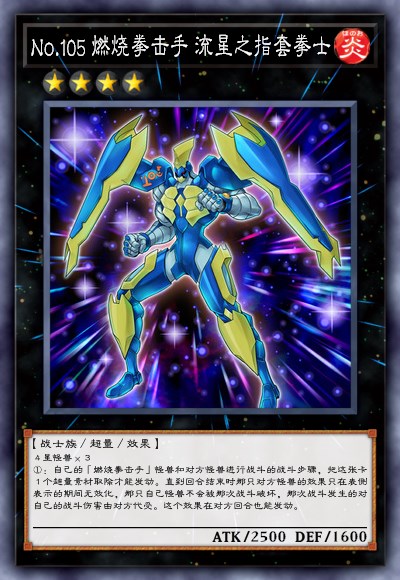 No.105 燃烧拳击手 流星之指套拳士
ほのお
炎
105
【战士族／超量／效果】
4星怪兽×3
①：自己的「燃烧拳击手」怪兽和对方怪兽进行战斗的战斗步骤，把这张卡
1个超量素材取除才能发动。直到回合结束时那只对方怪兽的效果只在表侧
表示的期间无效化，那只自己怪兽不会被那次战斗破坏，那次战斗发生的对
自己的战斗伤害由对方代受。这个效果在对方回合也能发动。
ATK/2500 DEF/1600